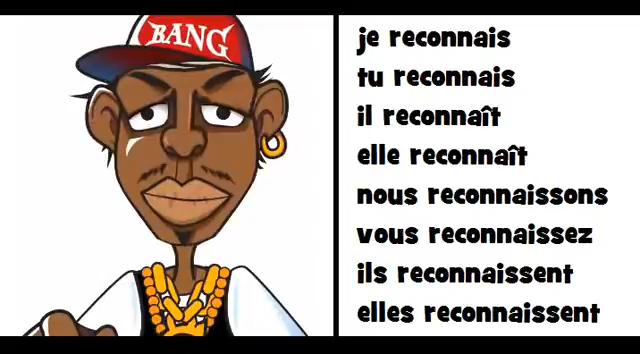 BANG
je reconnais
tu reconnais
il reconnaît
elle reconnaît
nous reconnaissons
vous reconnaissez
ils reconnaissent
elles reconnaissent